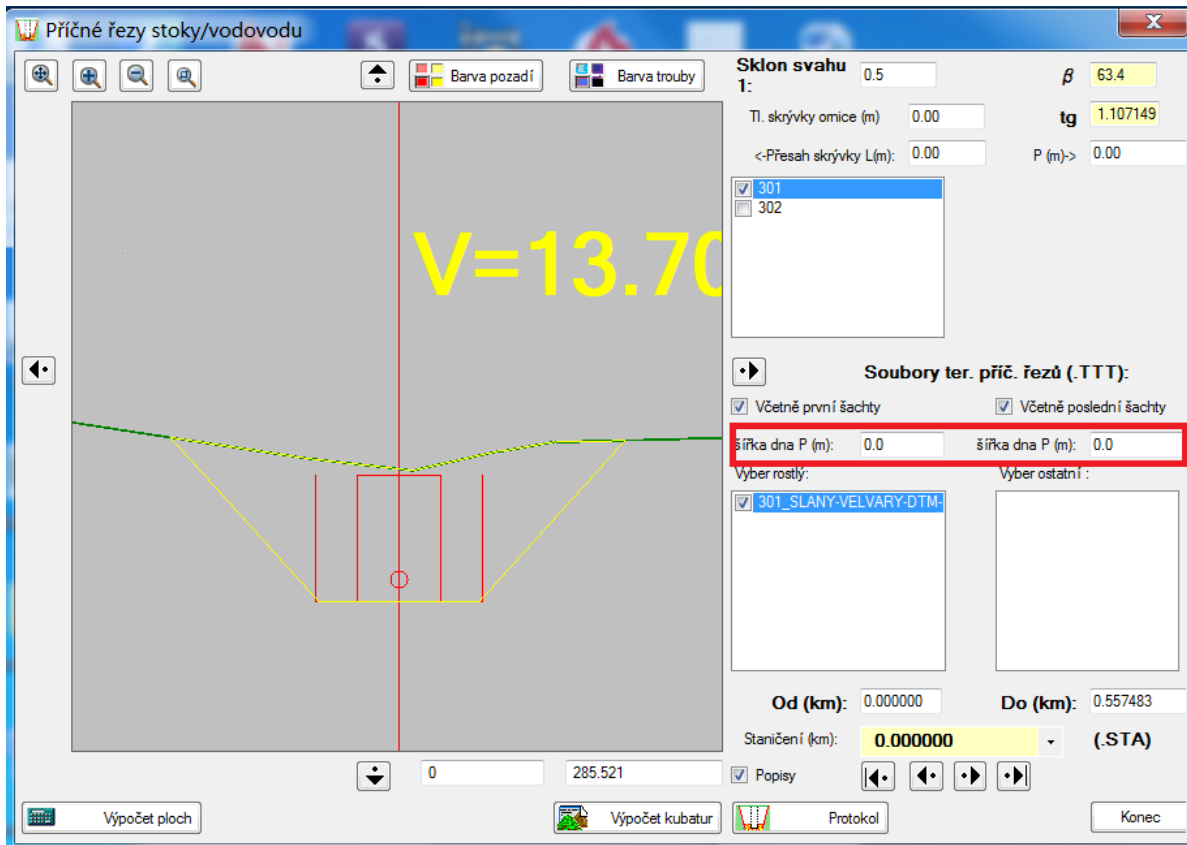 Příčné řezy stoky/vodovodu
Barva pozadí
Barva trouby
Sklon svahu
1:
0.5
β
63.4
Tl. skrývky ornice (m)
0.00
tg
1.107149
<-Přesah skrývky L(m):
0.00
P (m)->
0.00
301
302
V=13.70
Soubory ter. příč. řezů (.TTT):
Včetně první šachty
Včetně poslední šachty
šířka dna P (m):
0.0
šířka dna P (m):
0.0
Vyber rostlý:
Vyber ostatní :
301_SLANY-VELVARY-DTM-
Od (km):
0.000000
Do (km):
0.557483
Staničení (km):
0.000000
(.STA)
0
285.521
Popisy
Výpočet ploch
Výpočet kubatur
Protokol
Konec